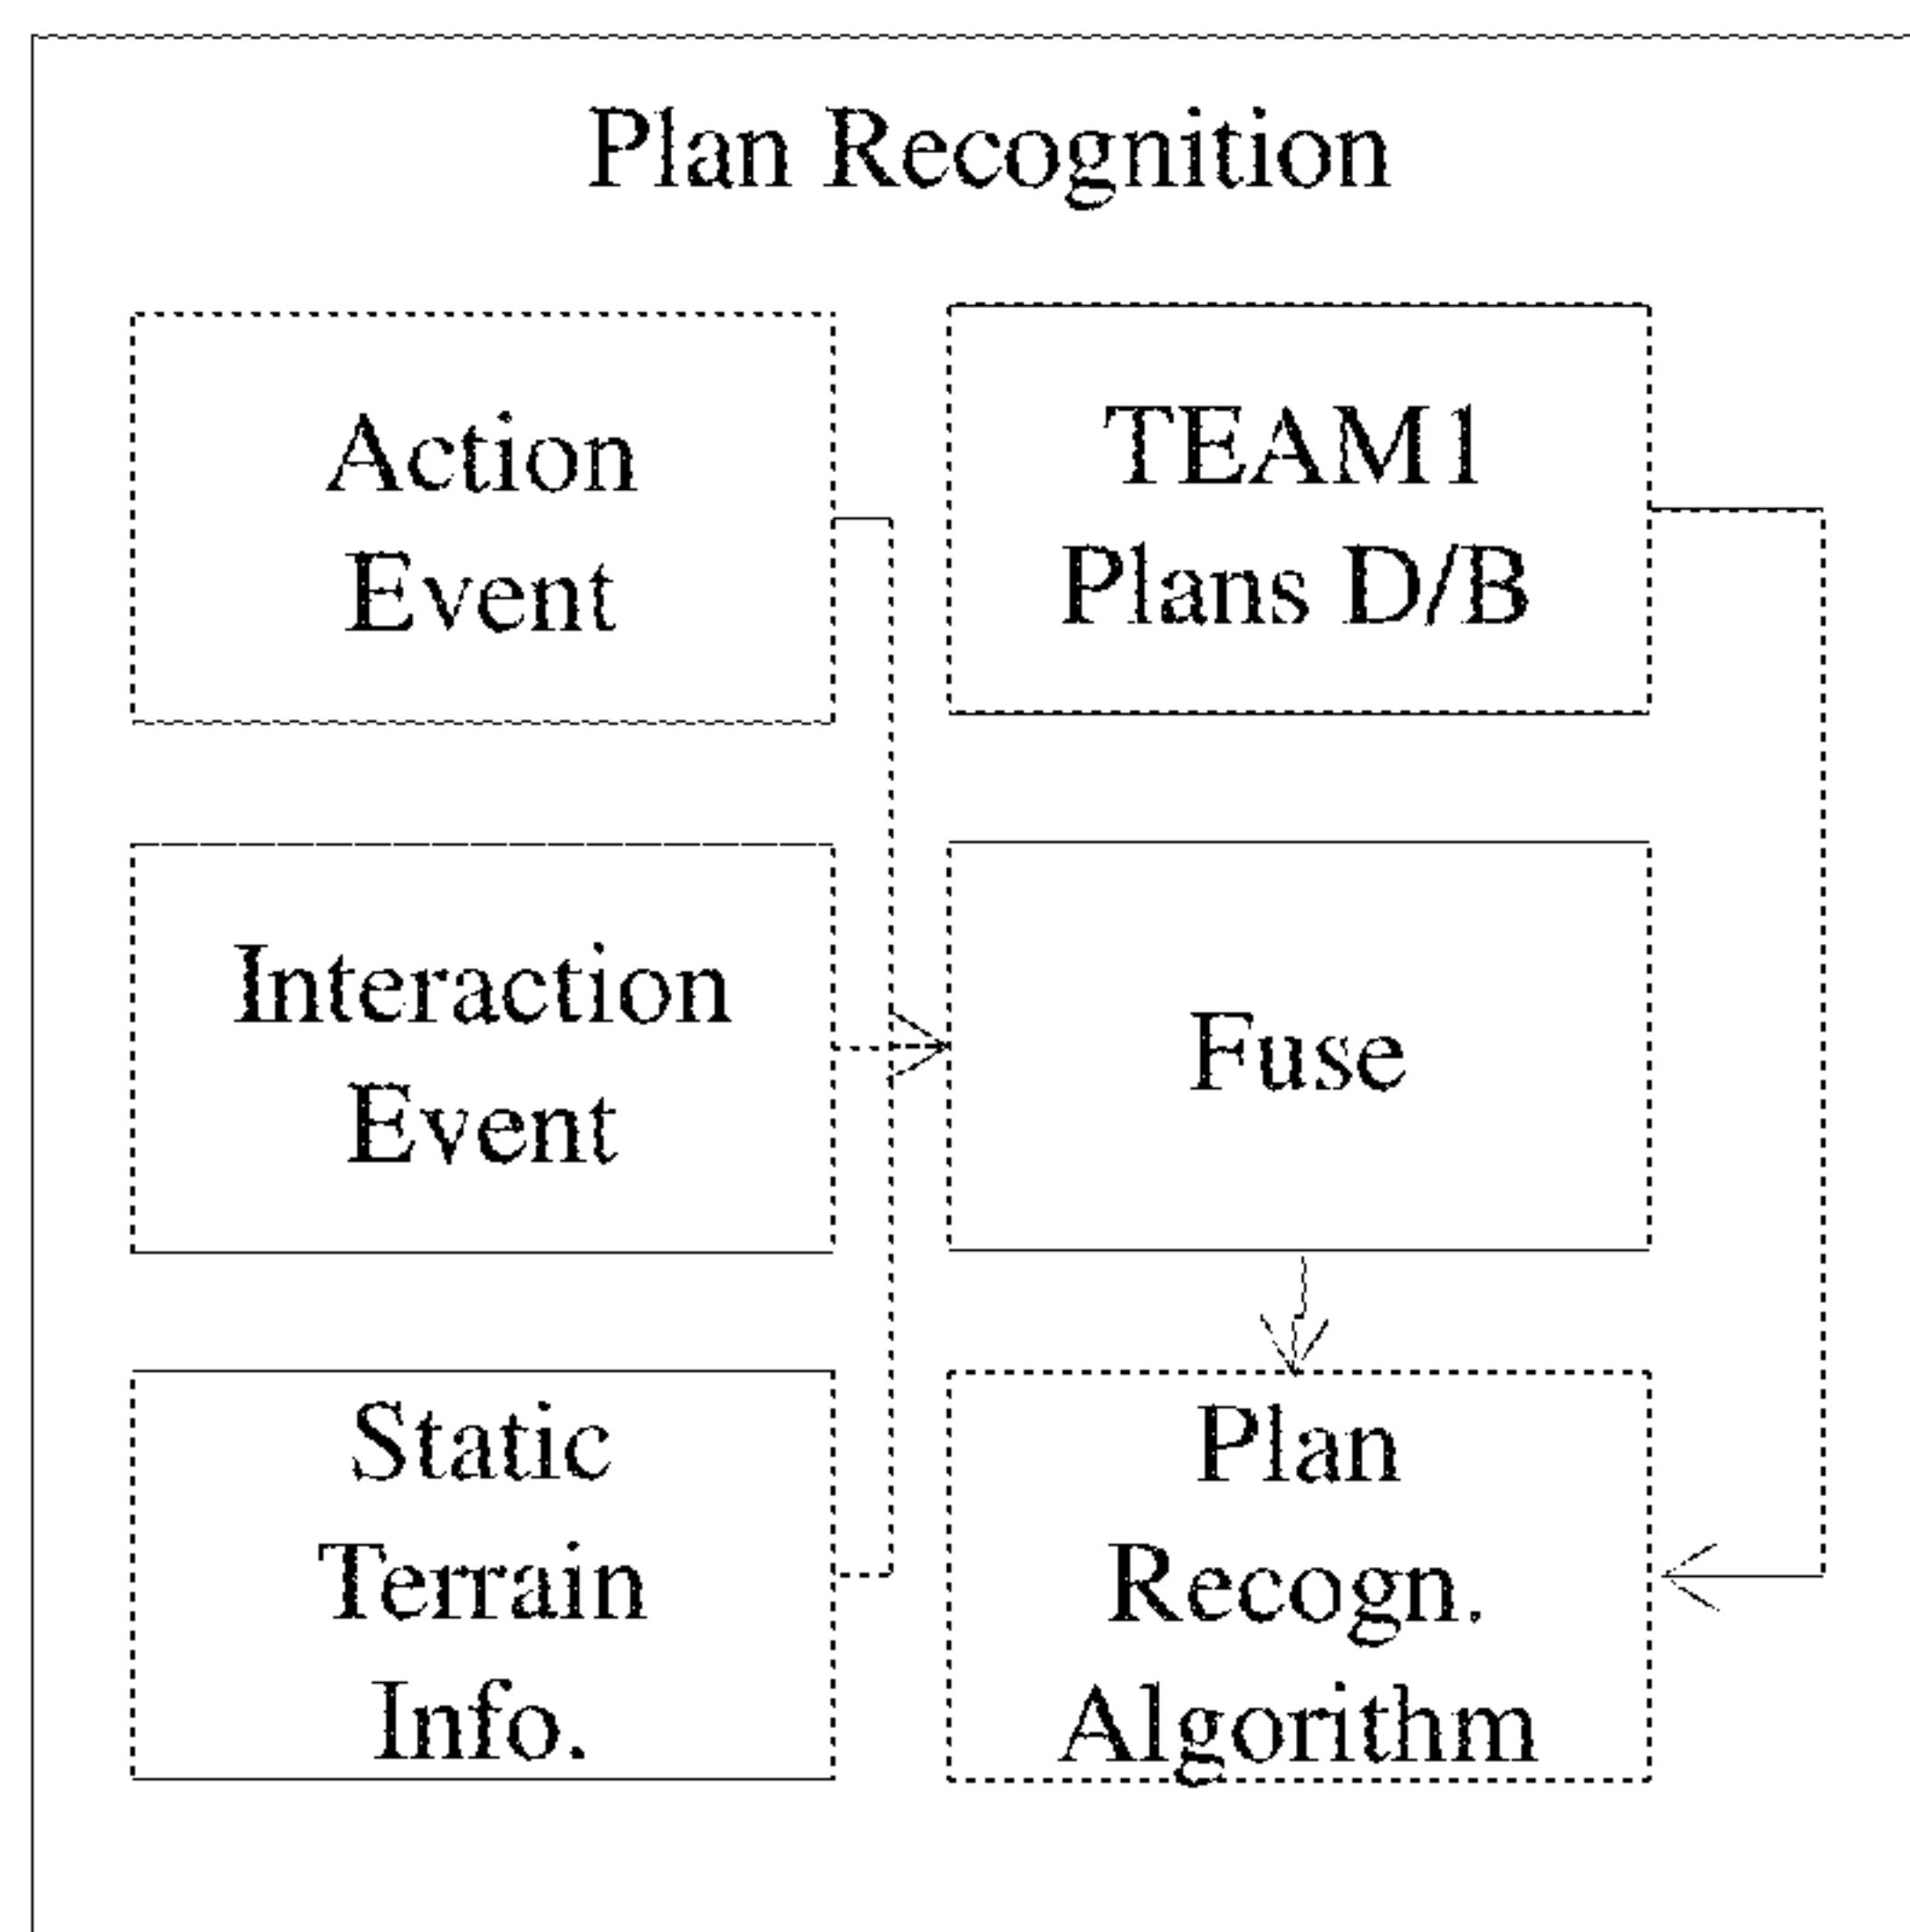 Plan Recognition
Action
Event
TEAM1
Plans D/B
Interaction
Event
Fuse
Static
Terrain
Info.
Plan
Recogn.
Algorithm